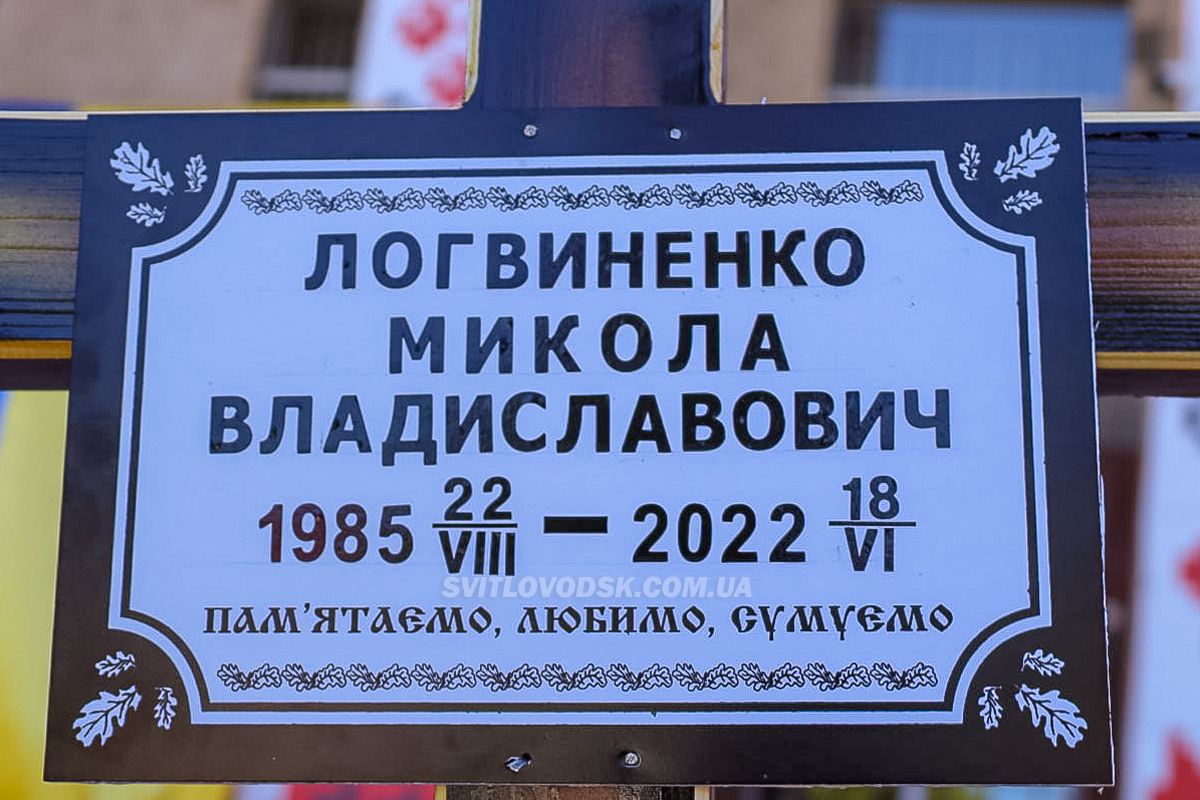 ЛОГВИНЕНКО
МИКОЛА
ВЛАДИСЛАВОВИЧ
1985 22/VIII – 2022 18/VI
SVITLOVODSK.COM.UA
ПАМ'ЯТАЄМО, ЛЮБИМО, СУМУЄМО